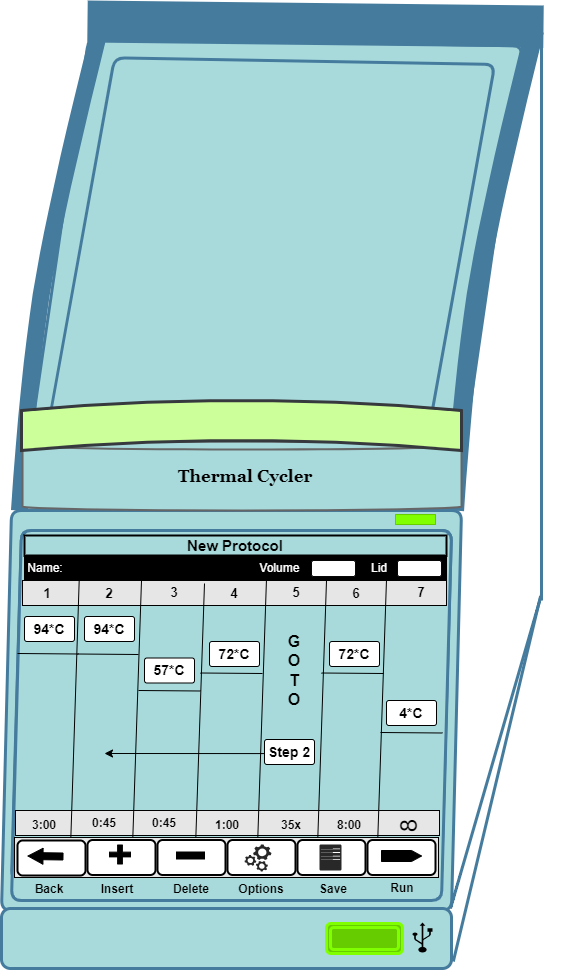 Thermal Cycler
New Protocol
Name: Volume Lid
1 2 3 4 5 6 7
94*C 94*C 57*C 72*C GOTO 72*C 4*C
Step 2
3:00 0:45 0:45 1:00 35x 8:00 ∞
Back Insert Delete Options Save Run